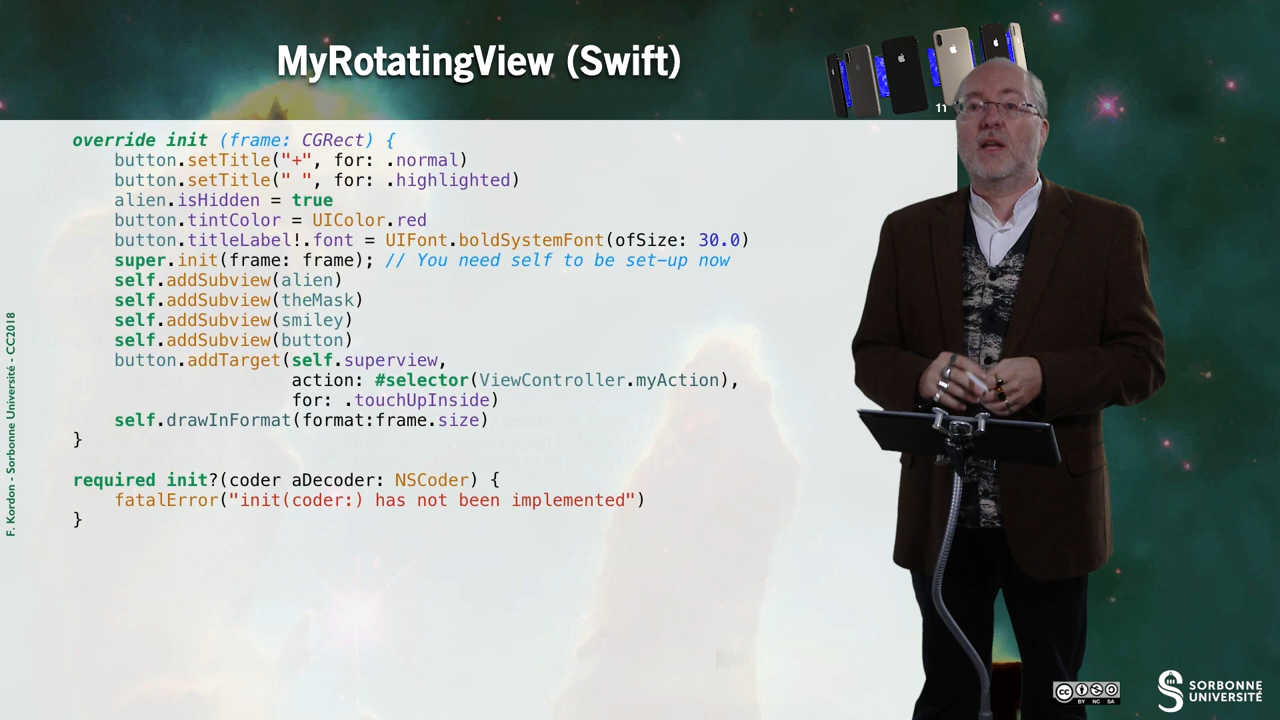 MyRotatingView (Swift)
11
override init (frame: CGRect) {
button.setTitle("+", for: .normal)
button.setTitle(" ", for: .highlighted)
alien.isHidden = true
button.tintColor = UIColor.red
button.titleLabel!.font = UIFont.boldSystemFont(ofSize: 30.0)
super.init(frame: frame); // You need self to be set-up now
self.addSubview(alien)
self.addSubview(theMask)
self.addSubview(smiley)
self.addSubview(button)
button.addTarget(self.superview,
action: #selector(ViewController.myAction),
for: .touchUpInside)
self.drawInFormat(format:frame.size)
}
required init?(coder aDecoder: NSCoder) {
fatalError("init(coder:) has not been implemented")
}
F. Kordon - Sorbonne Université - CC2018
CC
BY NC SA
SORBONNE
UNIVERSITÉ